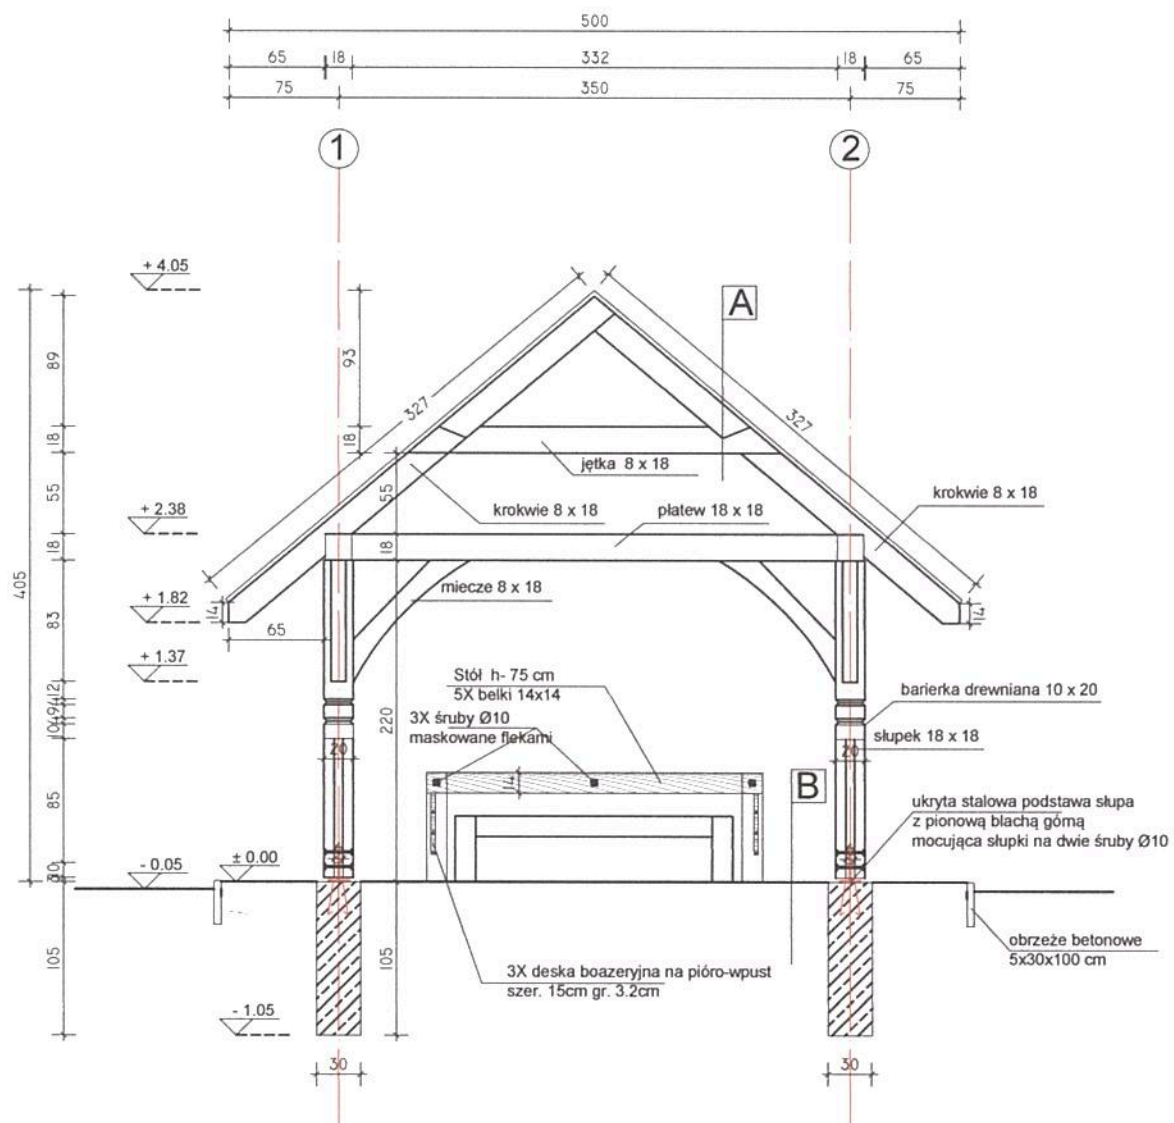 500
65 18 332 18 65
75 350 75
1 2
+ 4.05
A
89
93
327
327
18
18
jętka 8 x 18
55
55
krokwie 8 x 18
+ 2.38
krokwie 8 x 18
płatew 18 x 18
18
18
405
miecze 8 x 18
+ 1.82
14
14
83
65
+ 1.37
Stół h- 75 cm
5X belki 14x14
barierka drewniana 10 x 20
3X śruby Ø10
maskowane flekami
220
słupek 18 x 18
20
20
14
B
85
ukryta stalowa podstawa słupa
z pionową blachą górną
mocująca słupki na dwie śruby Ø10
- 0.05
± 0.00
105
105
3X deska boazeryjna na pióro-wpust
szer. 15cm gr. 3.2cm
obrzeże betonowe
5x30x100 cm
- 1.05
30 30